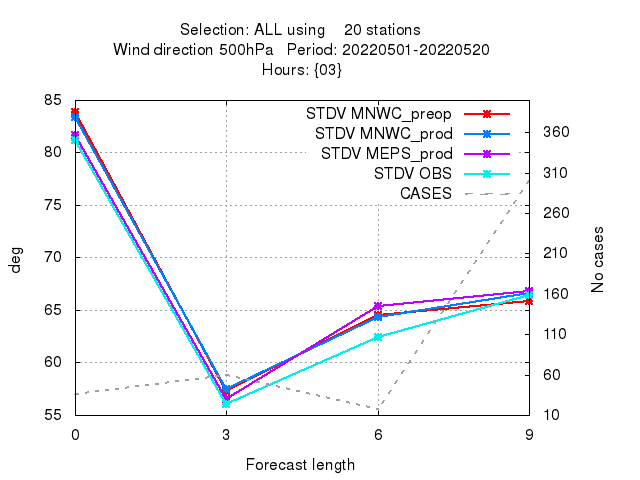 Selection: ALL using    20 stations
Wind direction 500hPa   Period: 20220501-20220520
Hours: {03}
STDV MNWC_preop
STDV MNWC_prod
STDV MEPS_prod
STDV OBS
CASES
85
80
75
70
65
60
55
deg
360
310
260
210
160
110
60
10
No cases
0 3 6 9
Forecast length